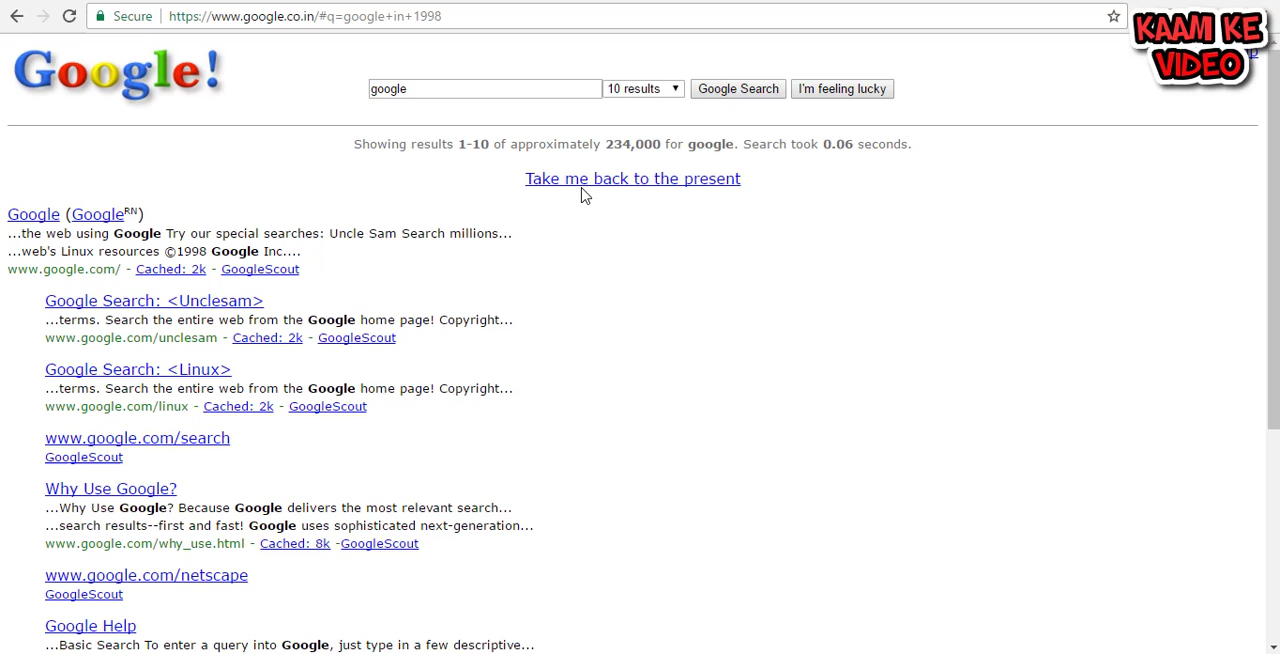 Secure | https://www.google.co.in/#q=google+in+1998
KAAM KE
VIDEO
Google!
google
10 results
Google Search
I'm feeling lucky
Showing results 1-10 of approximately 234,000 for google. Search took 0.06 seconds.
Take me back to the present
Google (GoogleRN)
...the web using Google Try our special searches: Uncle Sam Search millions...
...web's Linux resources ©1998 Google Inc....
www.google.com/ - Cached: 2k - GoogleScout
Google Search: <Unclesam>
...terms. Search the entire web from the Google home page! Copyright...
www.google.com/unclesam - Cached: 2k - GoogleScout
Google Search: <Linux>
...terms. Search the entire web from the Google home page! Copyright...
www.google.com/linux - Cached: 2k - GoogleScout
www.google.com/search
GoogleScout
Why Use Google?
...Why Use Google? Because Google delivers the most relevant search...
...search results--first and fast! Google uses sophisticated next-generation...
www.google.com/why_use.html - Cached: 8k -GoogleScout
www.google.com/netscape
GoogleScout
Google Help
...Basic Search To enter a query into Google, just type in a few descriptive...